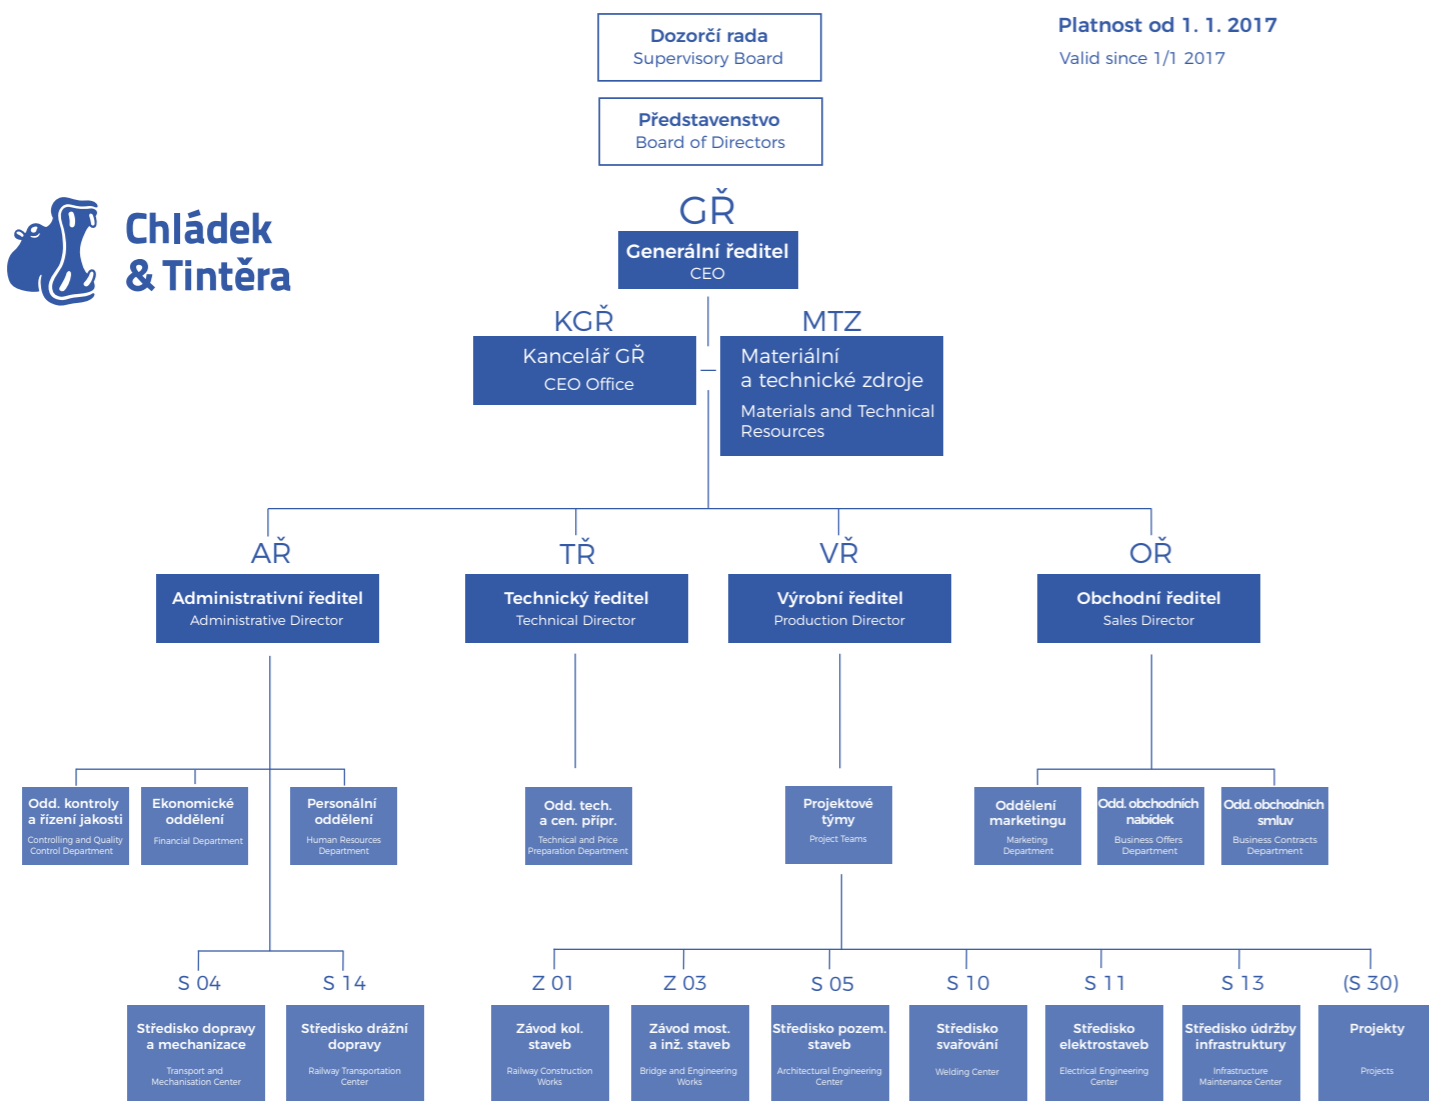 Dozorčí rada
Supervisory Board
Platnost od 1. 1. 2017
Valid since 1/1 2017
Představenstvo
Board of Directors
Chládek
& Tintěra
GŘ
Generální ředitel
CEO
KGŘ
Kancelář GŘ
CEO Office
MTZ
Materiální
a technické zdroje
Materials and Technical
Resources
AŘ
Administrativní ředitel
Administrative Director
TŘ
Technický ředitel
Technical Director
VŘ
Výrobní ředitel
Production Director
OŘ
Obchodní ředitel
Sales Director
Odd. kontroly
a řízení jakosti
Controlling and Quality
Control Department
Ekonomické
oddělení
Financial Department
Personální
oddělení
Human Resources
Department
Odd. tech.
a cen. přípr.
Technical and Price
Preparation Department
Projektové
týmy
Project Teams
Oddělení
marketingu
Marketing
Department
Odd. obchodních
nabídek
Business Offers
Department
Odd. obchodních
smluv
Business Contracts
Department
S 04
Středisko dopravy
a mechanizace
Transport and
Mechanisation Center
S 14
Středisko drážní
dopravy
Railway Transportation
Center
Z 01
Závod kol.
staveb
Railway Construction
Works
Z 03
Závod most.
a inž. staveb
Bridge and Engineering
Works
S 05
Středisko pozem.
staveb
Architectural Engineering
Center
S 10
Středisko
svařování
Welding Center
S 11
Středisko
elektrostaveb
Electrical Engineering
Center
S 13
Středisko údržby
infrastruktury
Infrastructure
Maintenance Center
(S 30)
Projekty
Projects